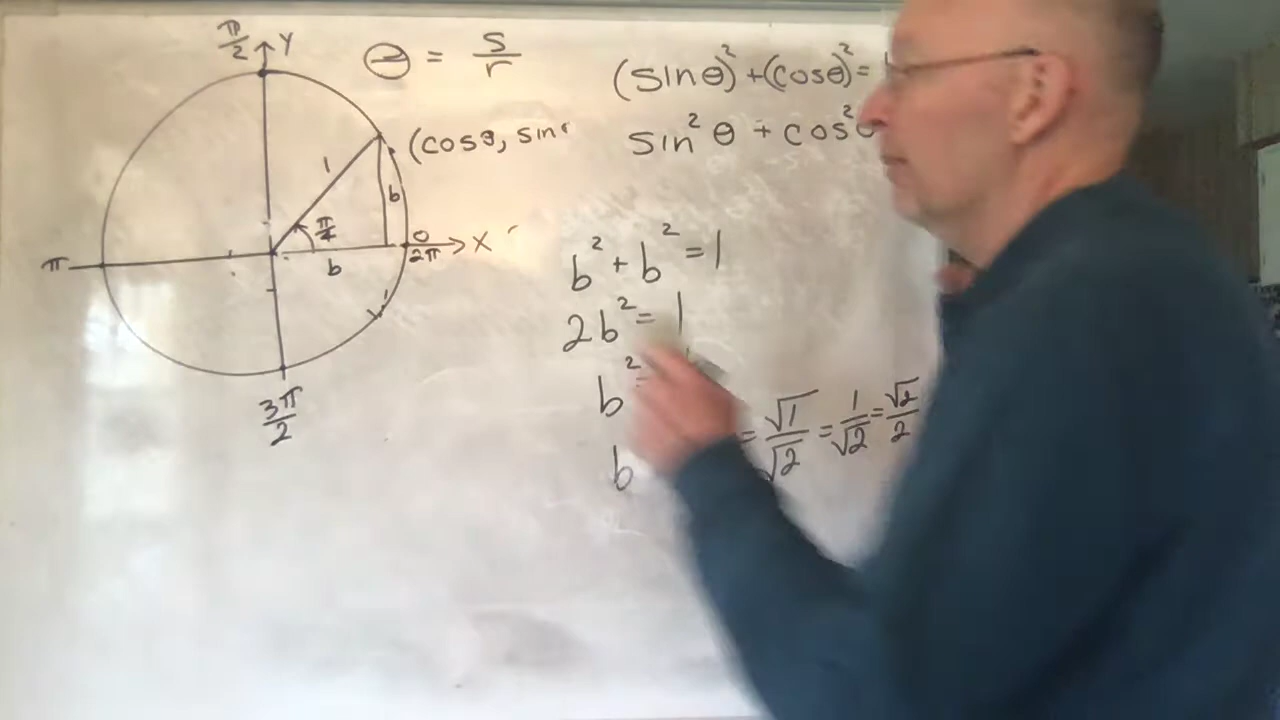 π/2 Y
θ = s/r
(cosθ, sin
1
b
π/4
0
2π X
π
b
3π/2
(sinθ)² + (cosθ)² =
sin² θ + cos²
b² + b² = 1
2b² = 1
b² =
b = √1/√2 = 1/√2 = √2/2